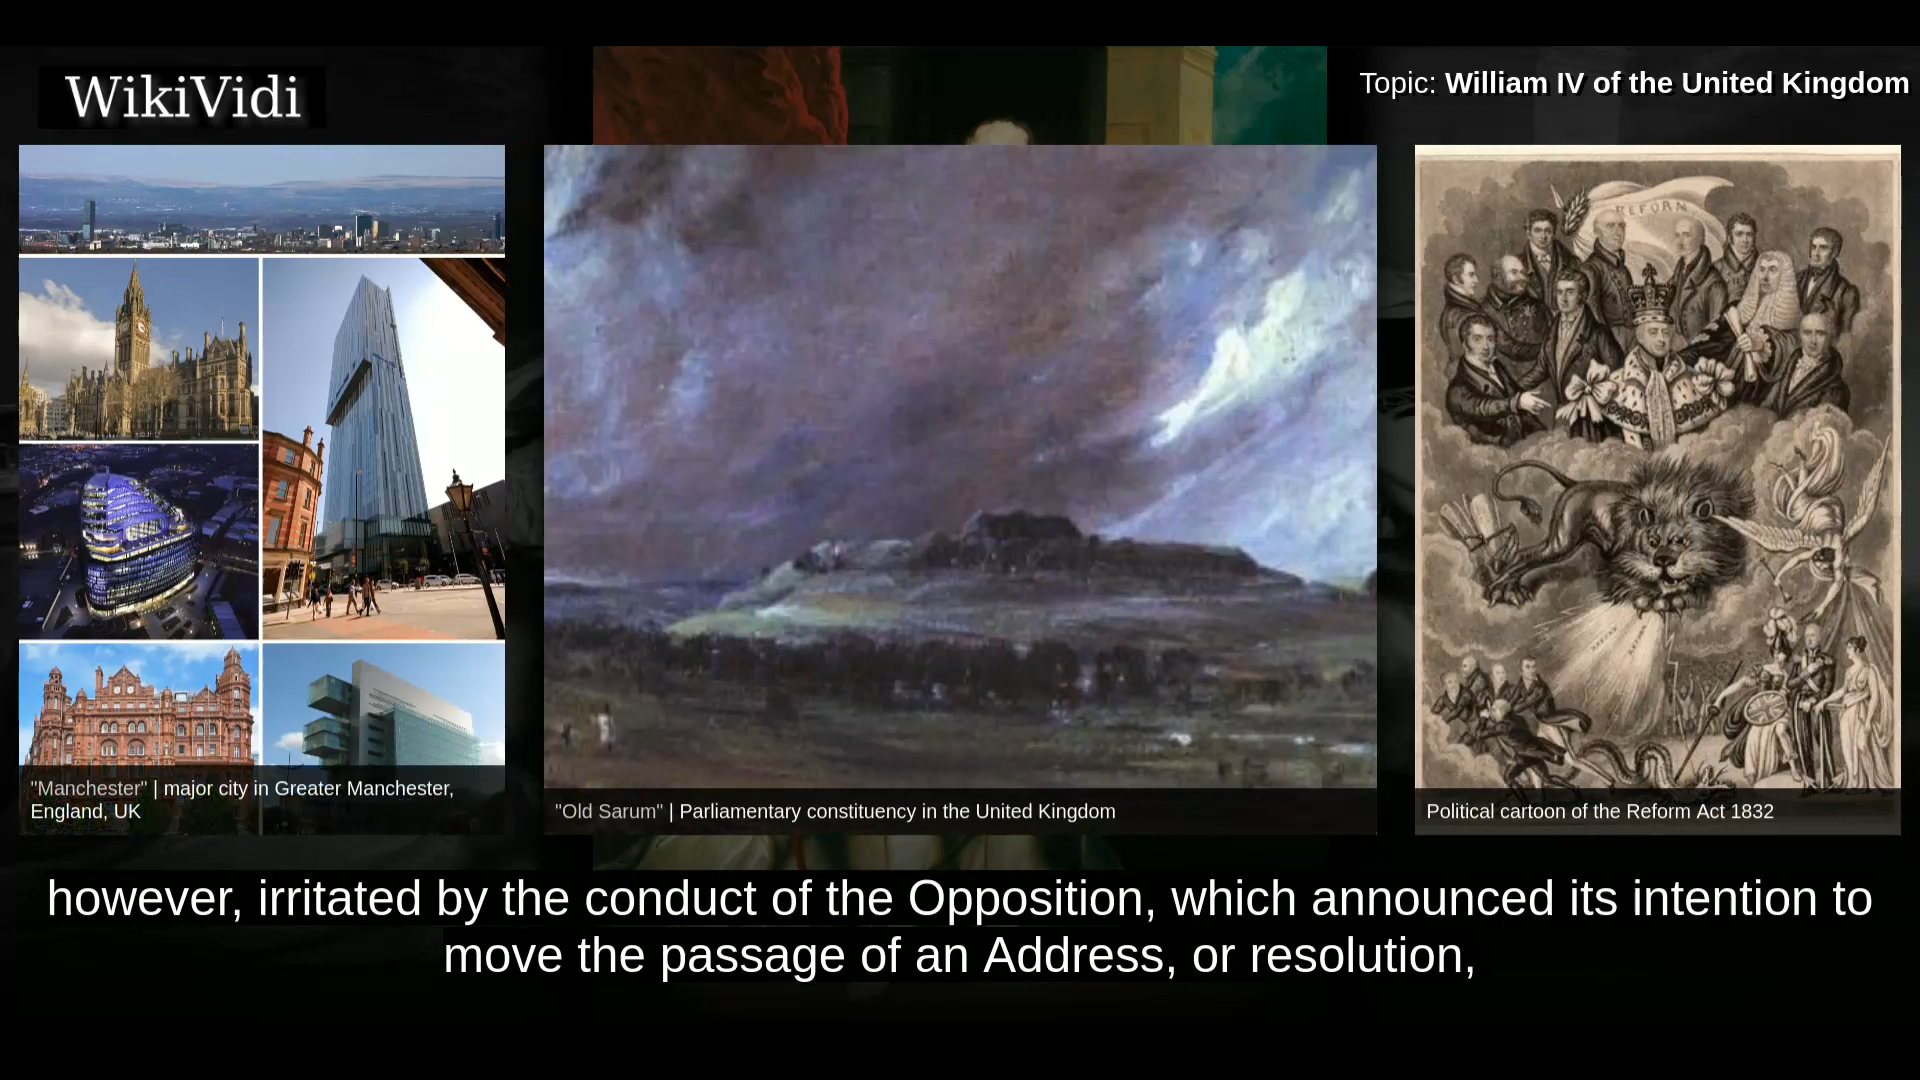 WikiVidi
Topic: William IV of the United Kingdom
REFORM
"Manchester" | major city in Greater Manchester,
England, UK
"Old Sarum" | Parliamentary constituency in the United Kingdom
Political cartoon of the Reform Act 1832
however, irritated by the conduct of the Opposition, which announced its intention to
move the passage of an Address, or resolution,